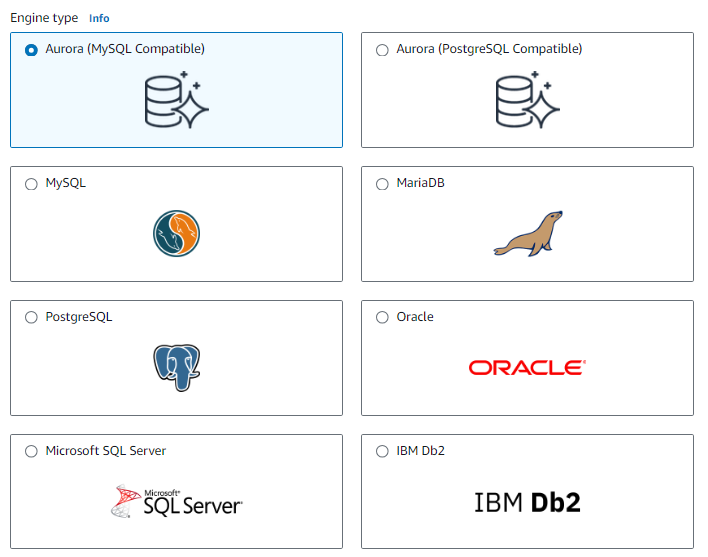 Engine type Info
Aurora (MySQL Compatible)
Aurora (PostgreSQL Compatible)
MySQL
MariaDB
PostgreSQL
Oracle
ORACLE
Microsoft SQL Server
Microsoft
SQL Server
IBM Db2
IBM Db2